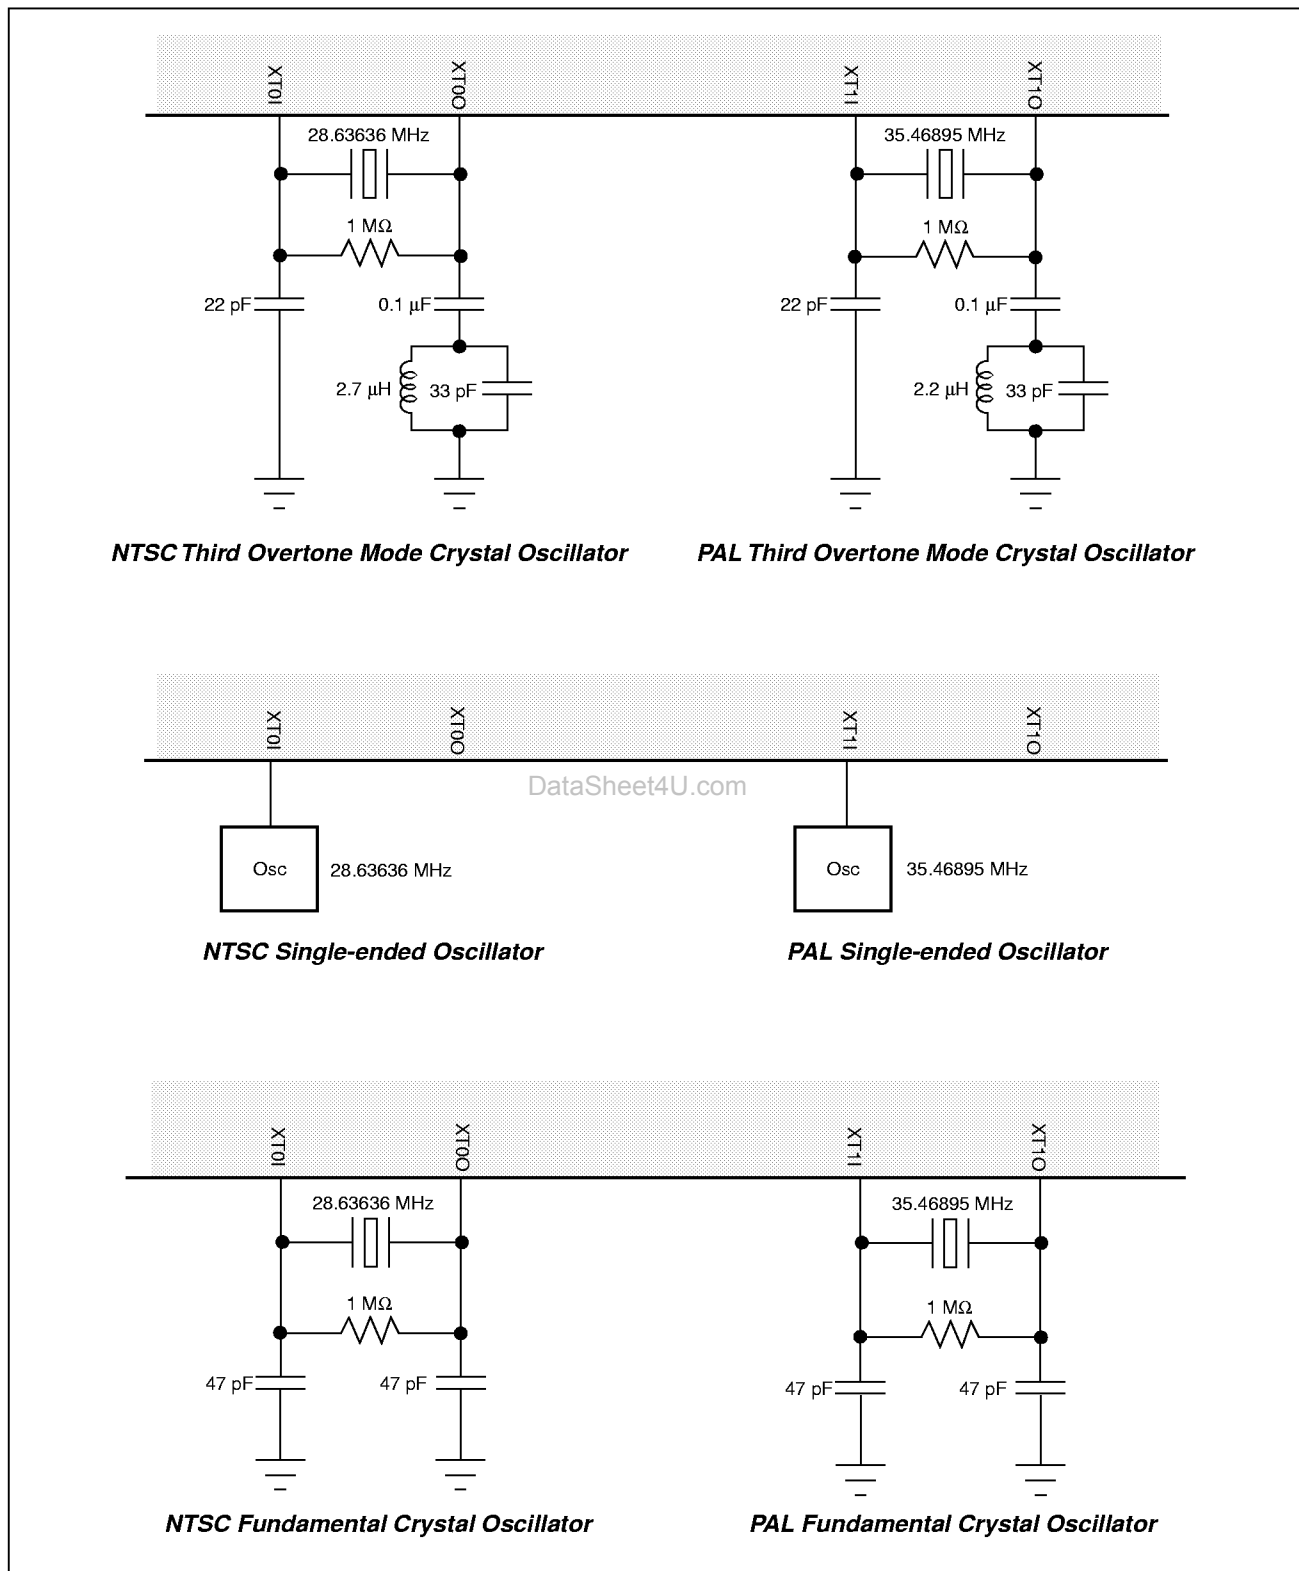 XT0I XT0O XT1I XT1O
28.63636 MHz 35.46895 MHz
1 MΩ 1 MΩ
22 pF 0.1 µF 22 pF 0.1 µF
2.7 µH 33 pF 2.2 µH 33 pF
NTSC Third Overtone Mode Crystal Oscillator PAL Third Overtone Mode Crystal Oscillator
XT0I XT0O XT1I XT1O
DataSheet4U.com
Osc 28.63636 MHz Osc 35.46895 MHz
NTSC Single-ended Oscillator PAL Single-ended Oscillator
XT0I XT0O XT1I XT1O
28.63636 MHz 35.46895 MHz
1 MΩ 1 MΩ
47 pF 47 pF 47 pF 47 pF
NTSC Fundamental Crystal Oscillator PAL Fundamental Crystal Oscillator